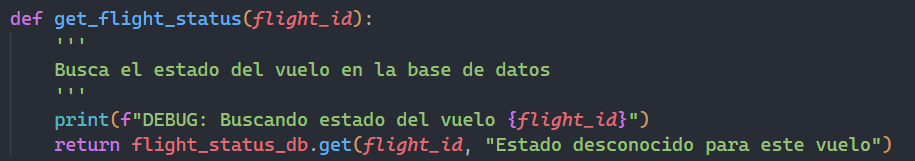 def get_flight_status(flight_id):
    '''
    Busca el estado del vuelo en la base de datos
    '''
    print(f"DEBUG: Buscando estado del vuelo {flight_id}")
    return flight_status_db.get(flight_id, "Estado desconocido para este vuelo")